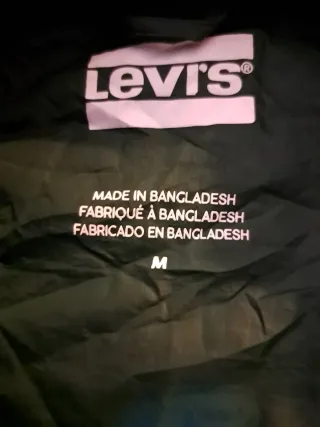 Levi's®
MADE IN BANGLADESH
FABRIQUÉ À BANGLADESH
FABRICADO EN BANGLADESH
M